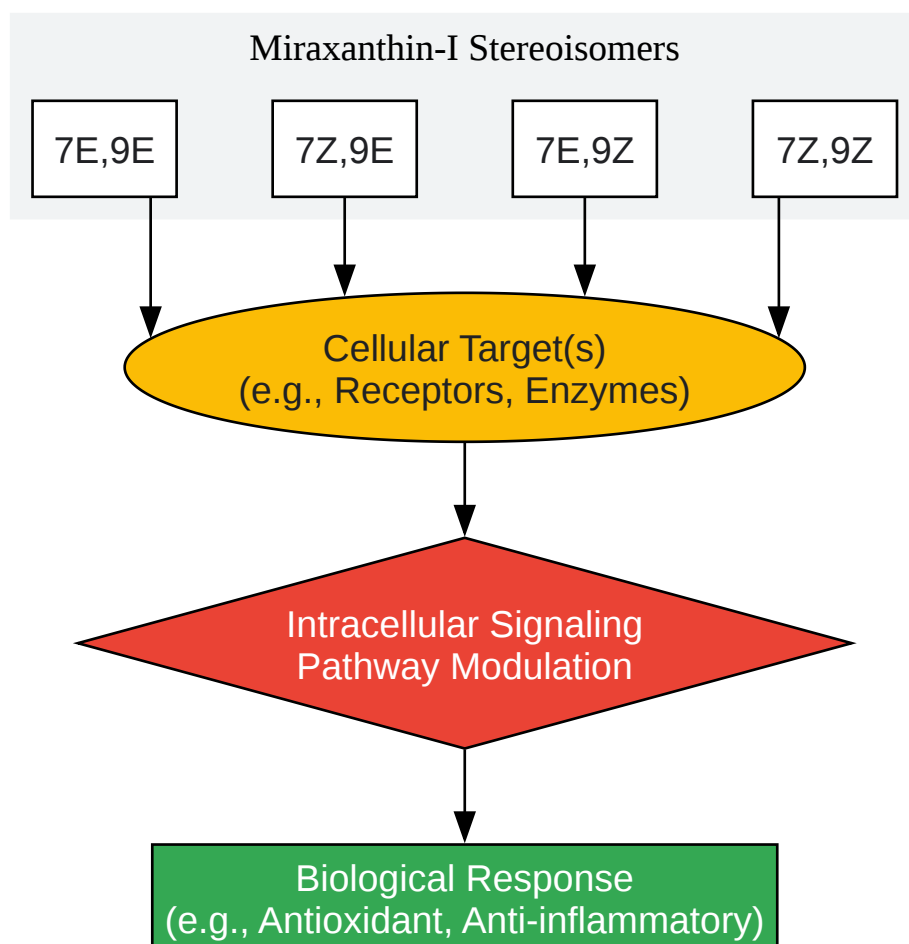 Miraxanthin-I Stereoisomers
7E,9E
7Z,9E
7E,9Z
7Z,9Z
Cellular Target(s)
(e.g., Receptors, Enzymes)
Intracellular Signaling
Pathway Modulation
Biological Response
(e.g., Antioxidant, Anti-inflammatory)